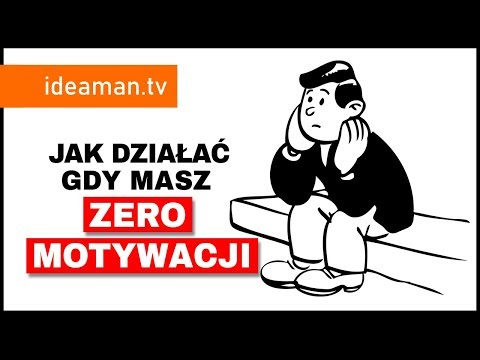 ideaman.tv
JAK DZIAŁAĆ
GDY MASZ
ZERO
MOTYWACJI